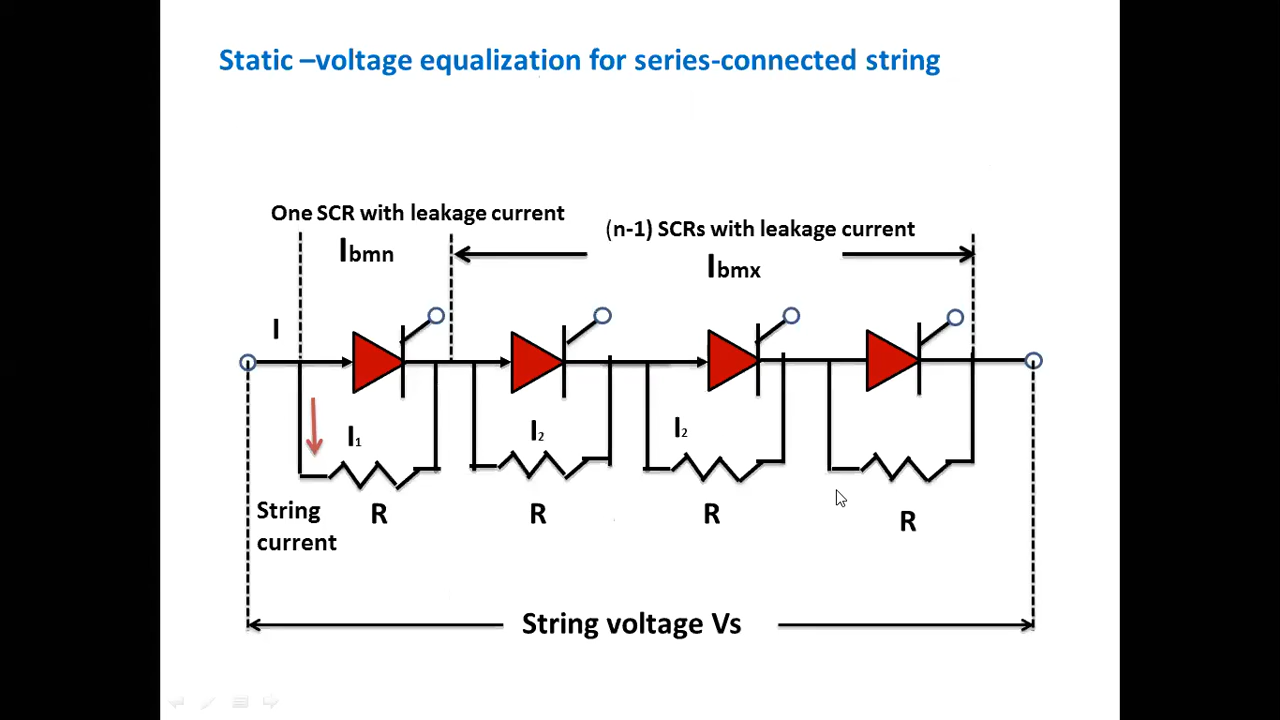 Static –voltage equalization for series-connected string
One SCR with leakage current
Ibmn
(n-1) SCRs with leakage current
Ibmx
I
I1
I2
I2
String
current
R
R
R
R
String voltage Vs